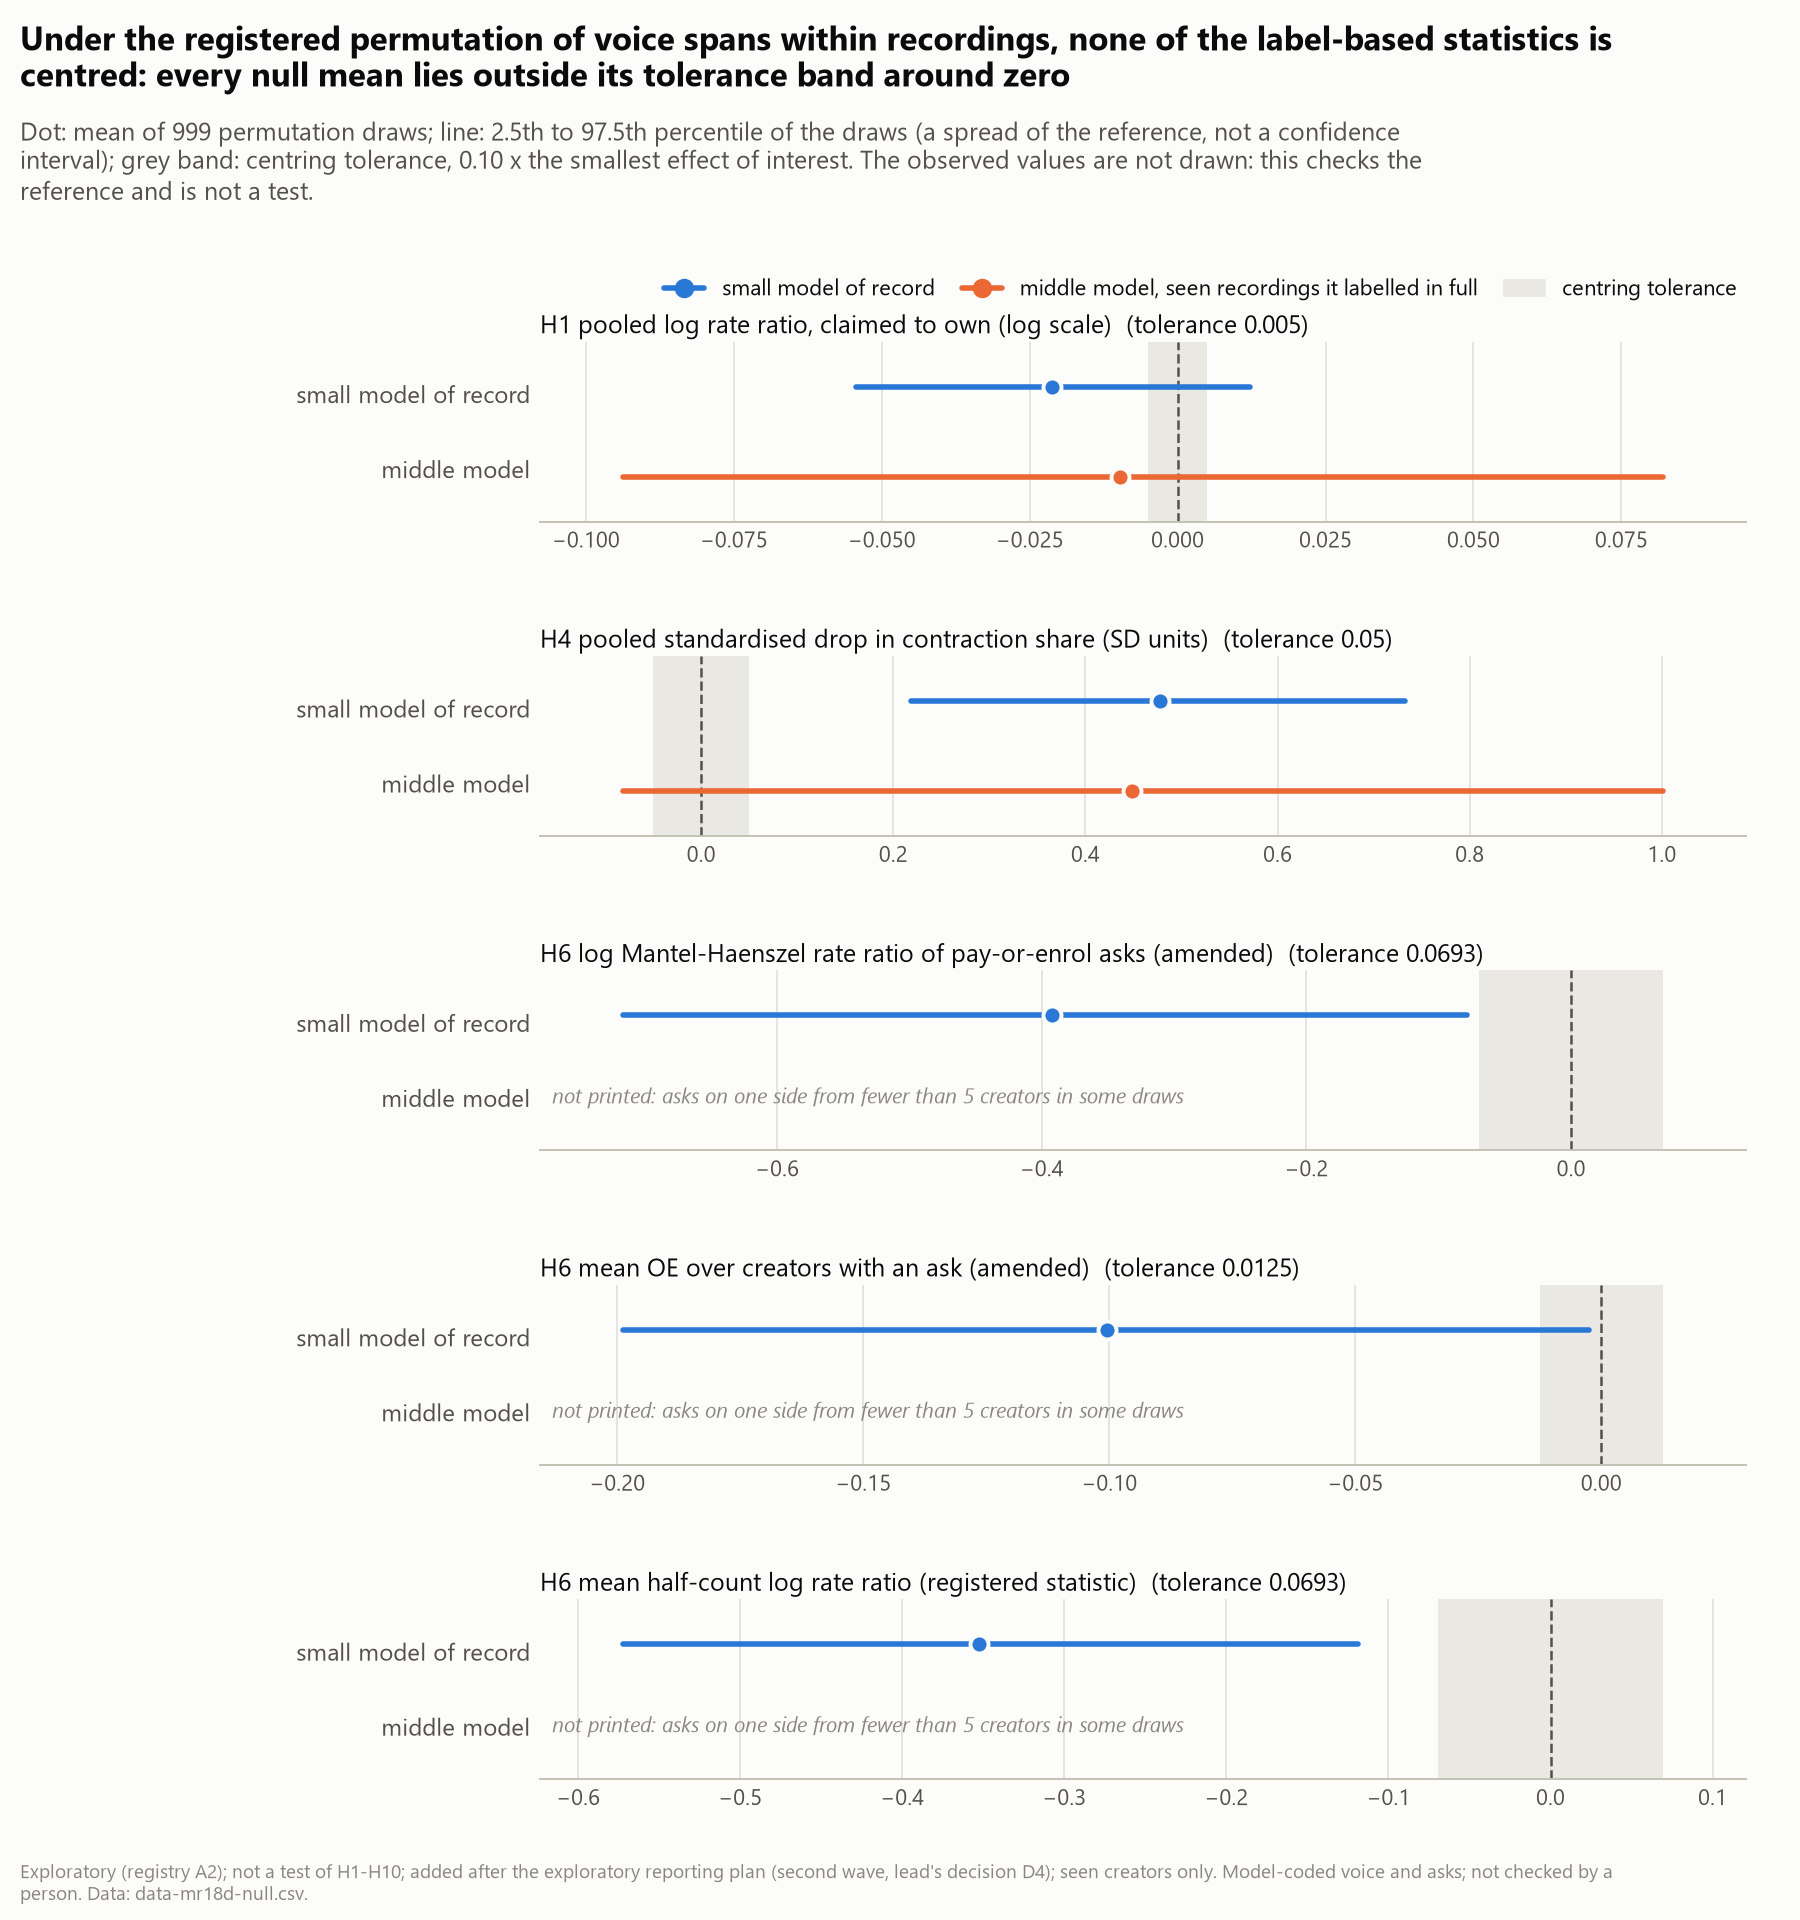 Under the registered permutation of voice spans within recordings, none of the label-based statistics is
centred: every null mean lies outside its tolerance band around zero
Dot: mean of 999 permutation draws; line: 2.5th to 97.5th percentile of the draws (a spread of the reference, not a confidence
interval); grey band: centring tolerance, 0.10 x the smallest effect of interest. The observed values are not drawn: this checks the
reference and is not a test.
small model of record   middle model, seen recordings it labelled in full   centring tolerance
H1 pooled log rate ratio, claimed to own (log scale)  (tolerance 0.005)
small model of record
middle model
−0.100   −0.075   −0.050   −0.025   0.000   0.025   0.050   0.075
H4 pooled standardised drop in contraction share (SD units)  (tolerance 0.05)
small model of record
middle model
0.0   0.2   0.4   0.6   0.8   1.0
H6 log Mantel-Haenszel rate ratio of pay-or-enrol asks (amended)  (tolerance 0.0693)
small model of record
middle model   not printed: asks on one side from fewer than 5 creators in some draws
−0.6   −0.4   −0.2   0.0
H6 mean OE over creators with an ask (amended)  (tolerance 0.0125)
small model of record
middle model   not printed: asks on one side from fewer than 5 creators in some draws
−0.20   −0.15   −0.10   −0.05   0.00
H6 mean half-count log rate ratio (registered statistic)  (tolerance 0.0693)
small model of record
middle model   not printed: asks on one side from fewer than 5 creators in some draws
−0.6   −0.5   −0.4   −0.3   −0.2   −0.1   0.0   0.1
Exploratory (registry A2); not a test of H1-H10; added after the exploratory reporting plan (second wave, lead's decision D4); seen creators only. Model-coded voice and asks; not checked by a
person. Data: data-mr18d-null.csv.